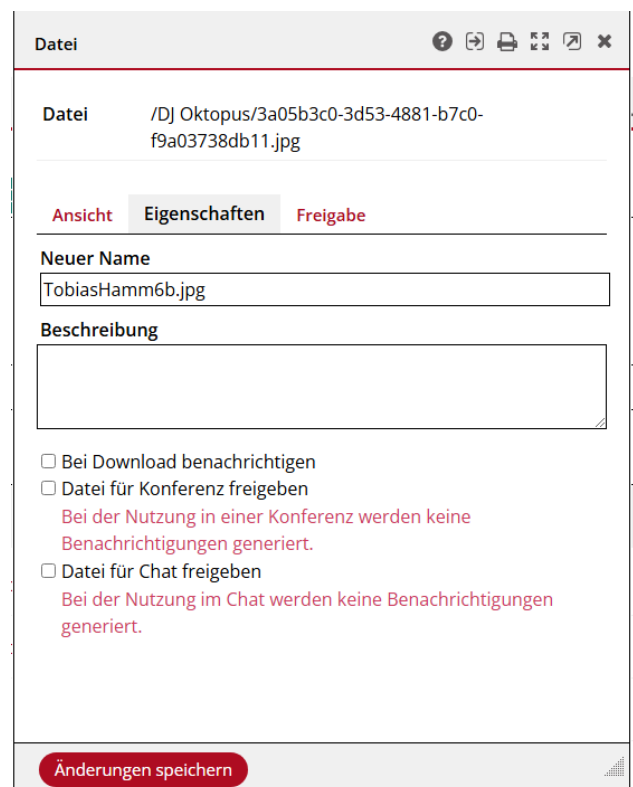 Datei
Datei
/DJ Oktopus/3a05b3c0-3d53-4881-b7c0-
f9a03738db11.jpg
Ansicht Eigenschaften Freigabe
Neuer Name
TobiasHamm6b.jpg
Beschreibung
Bei Download benachrichtigen
Datei für Konferenz freigeben
Bei der Nutzung in einer Konferenz werden keine
Benachrichtigungen generiert.
Datei für Chat freigeben
Bei der Nutzung im Chat werden keine Benachrichtigungen
generiert.
Änderungen speichern